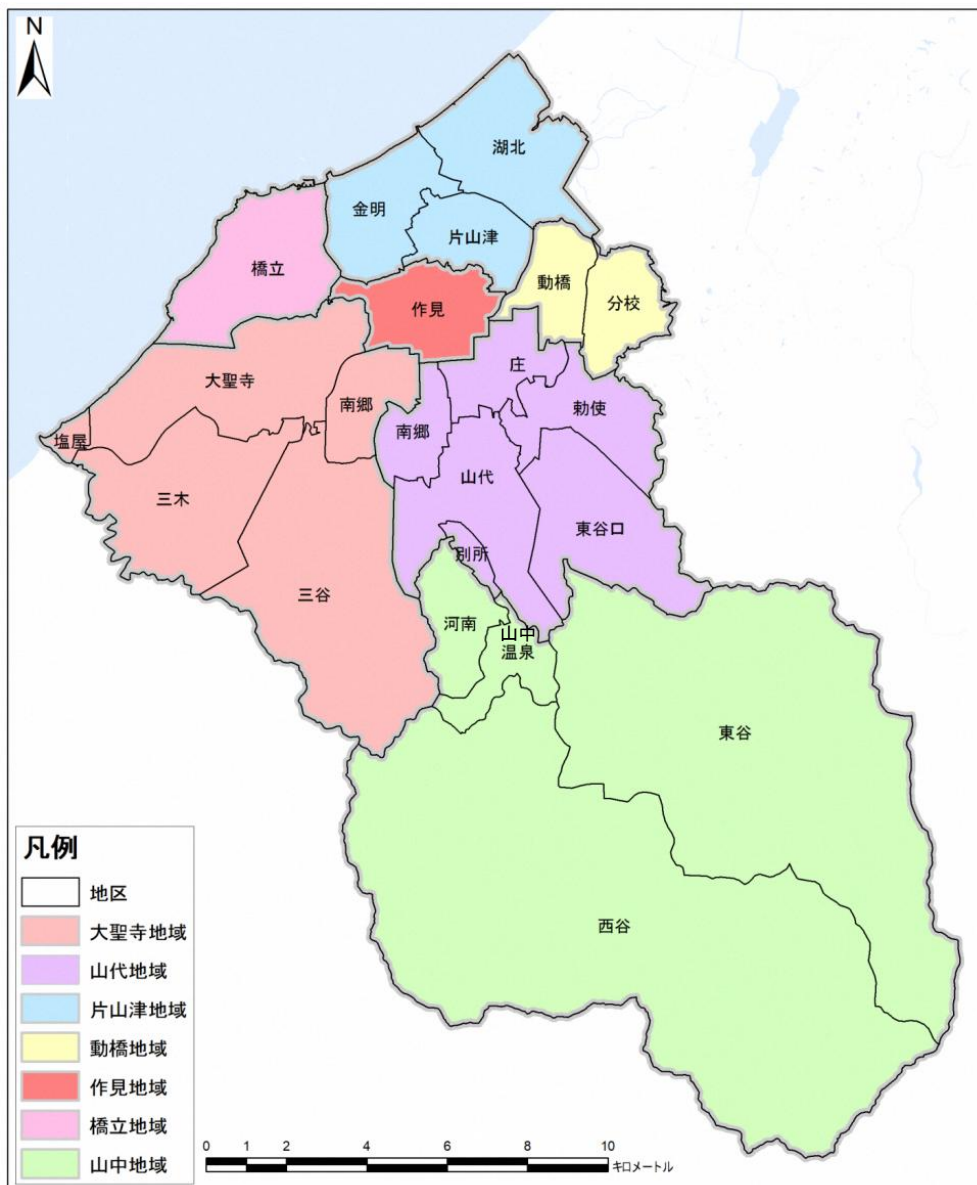 N
湖北
金明
片山津
橋立
動橋
分校
作見
庄
大聖寺
南郷
勅使
塩屋
南郷
山代
三木
東谷口
別所
三谷
河南
山中
温泉
東谷
西谷
凡例
地区
大聖寺地域
山代地域
片山津地域
動橋地域
作見地域
橋立地域
山中地域
0 1 2 4 6 8 10
キロメートル